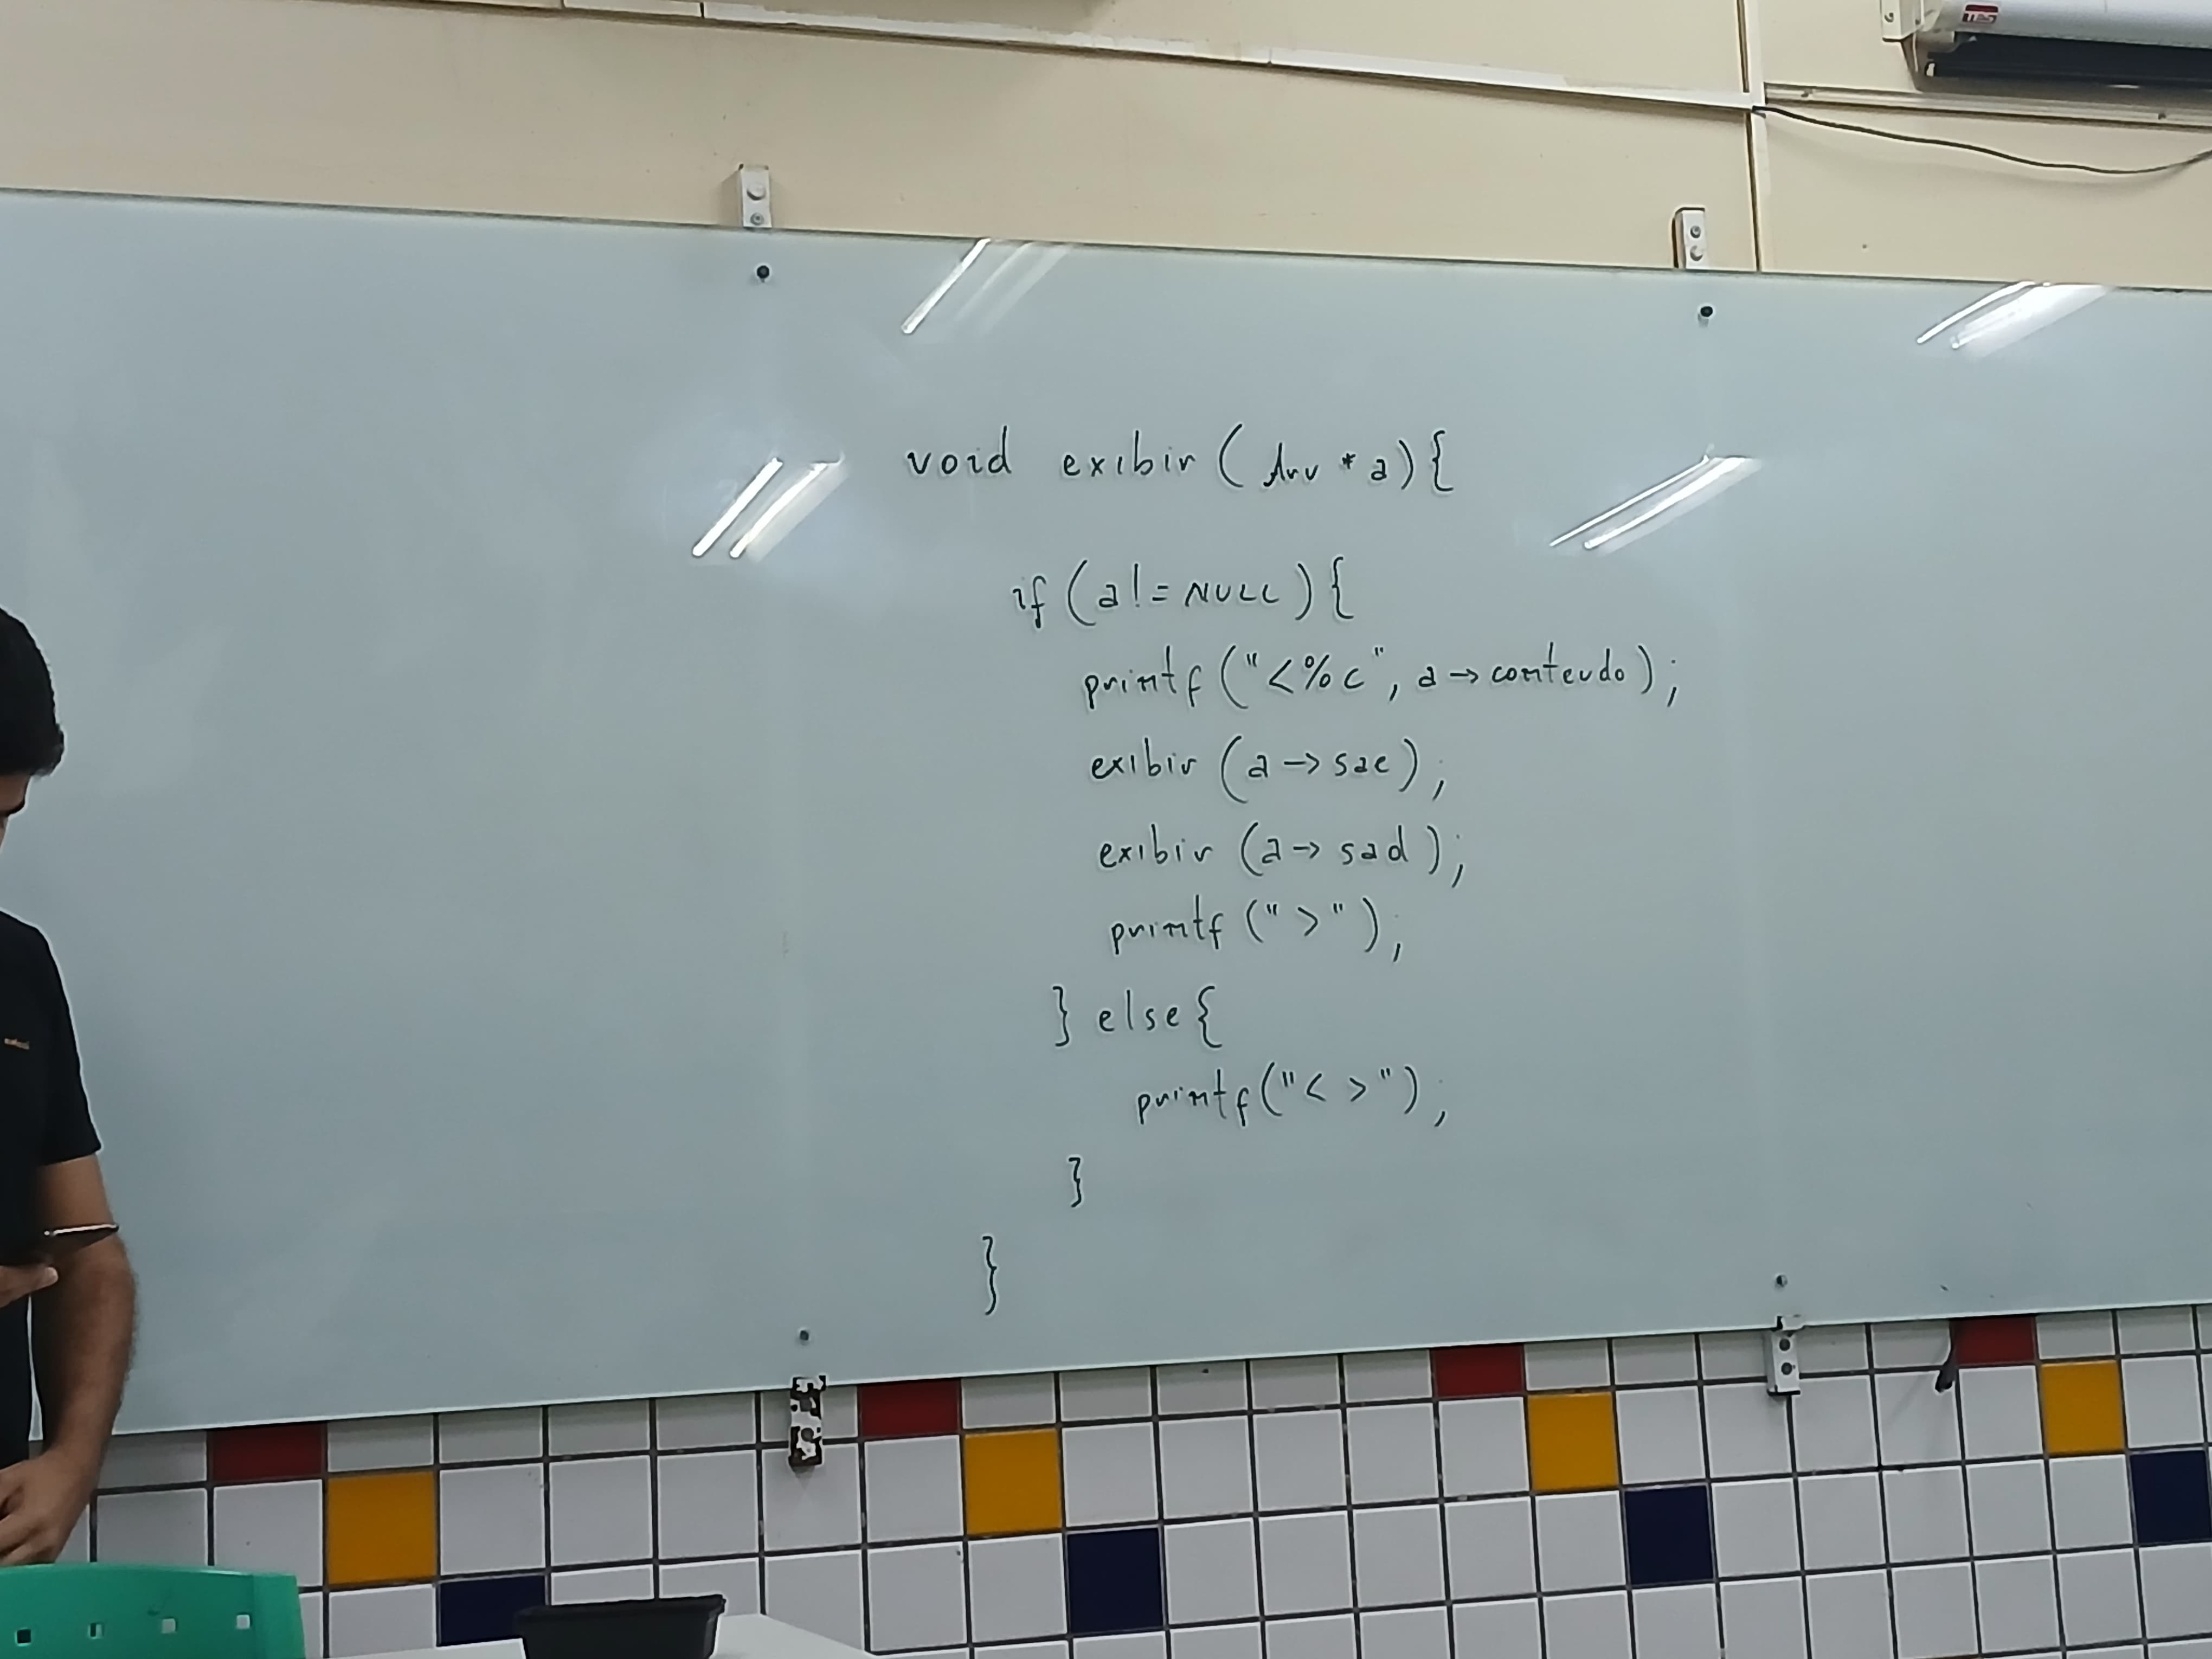 void exibir (Arv *a){
if (a!=NULL){
printf ("<%c", a->conteudo);
exibir (a->sae);
exibir (a->sad);
printf (">");
} else{
printf("< >");
}
}